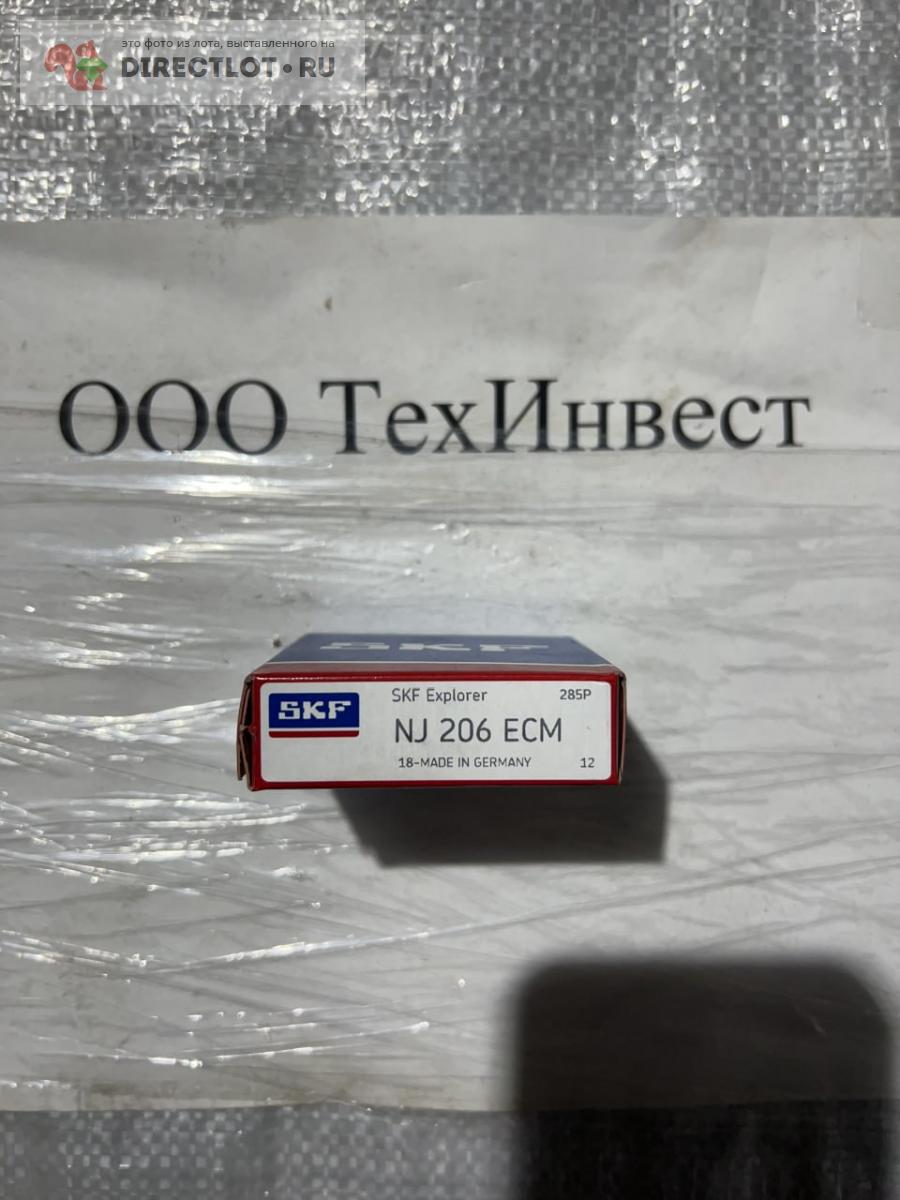 это фото из лота, выставленного на
DIRECTLOT•RU
ООО ТехИнвест
SKF
SKF
SKF Explorer
285P
NJ 206 ECM
18-MADE IN GERMANY
12